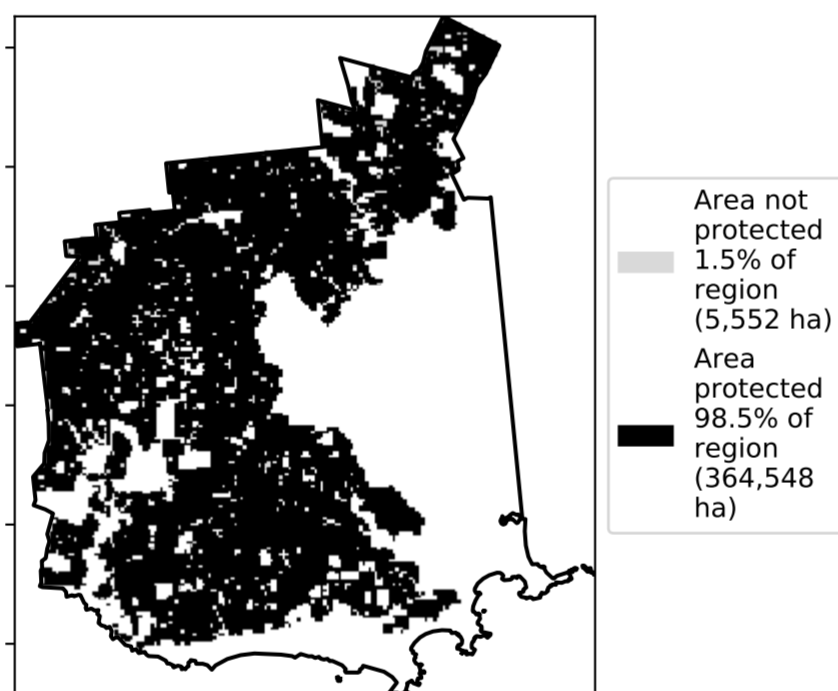 Area not
protected
1.5% of
region
(5,552 ha)
Area
protected
98.5% of
region
(364,548
ha)